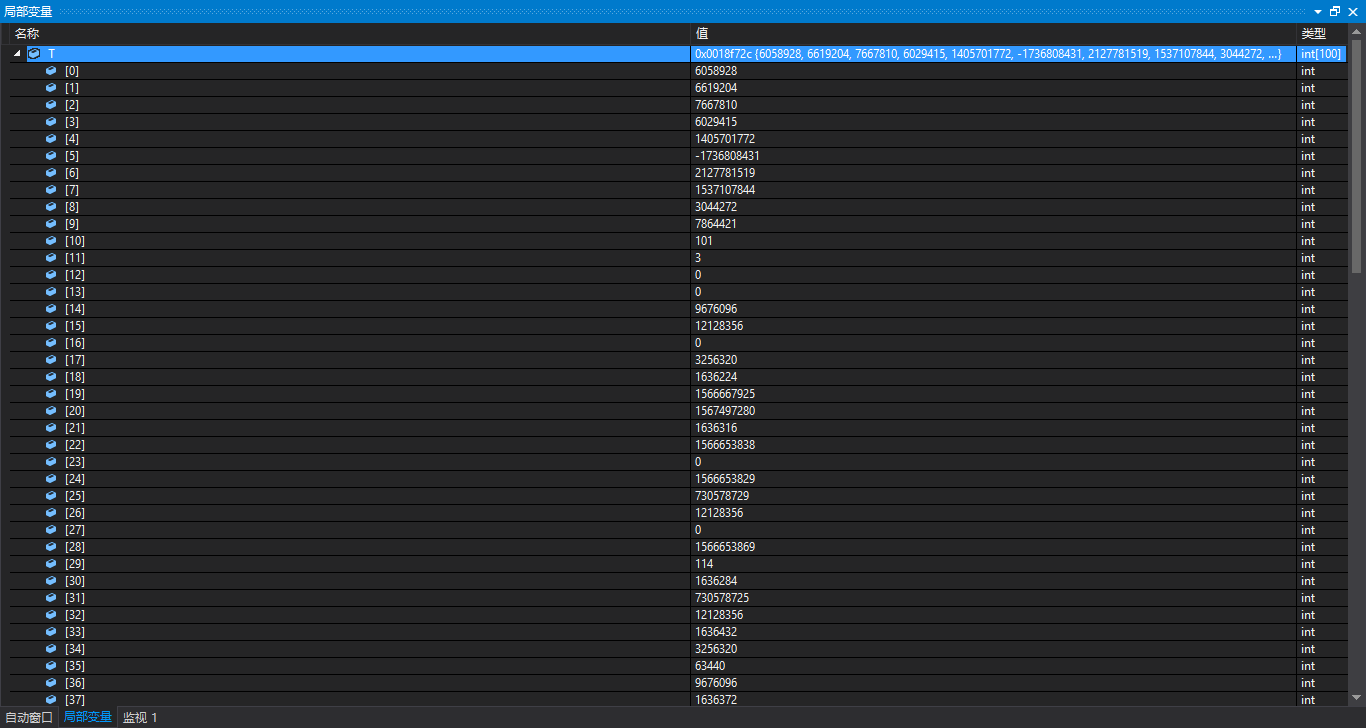 局部变量
名称 值 类型
T 0x0018f72c {6058928, 6619204, 7667810, 6029415, 1405701772, -1736808431, 2127781519, 1537107844, 3044272, ...} int[100]
[0] 6058928 int
[1] 6619204 int
[2] 7667810 int
[3] 6029415 int
[4] 1405701772 int
[5] -1736808431 int
[6] 2127781519 int
[7] 1537107844 int
[8] 3044272 int
[9] 7864421 int
[10] 101 int
[11] 3 int
[12] 0 int
[13] 0 int
[14] 9676096 int
[15] 12128356 int
[16] 0 int
[17] 3256320 int
[18] 1636224 int
[19] 1566667925 int
[20] 1567497280 int
[21] 1636316 int
[22] 1566653838 int
[23] 0 int
[24] 1566653829 int
[25] 730578729 int
[26] 12128356 int
[27] 0 int
[28] 1566653869 int
[29] 114 int
[30] 1636284 int
[31] 730578725 int
[32] 12128356 int
[33] 1636432 int
[34] 3256320 int
[35] 63440 int
[36] 9676096 int
[37] 1636372 int
自动窗口 局部变量 监视 1